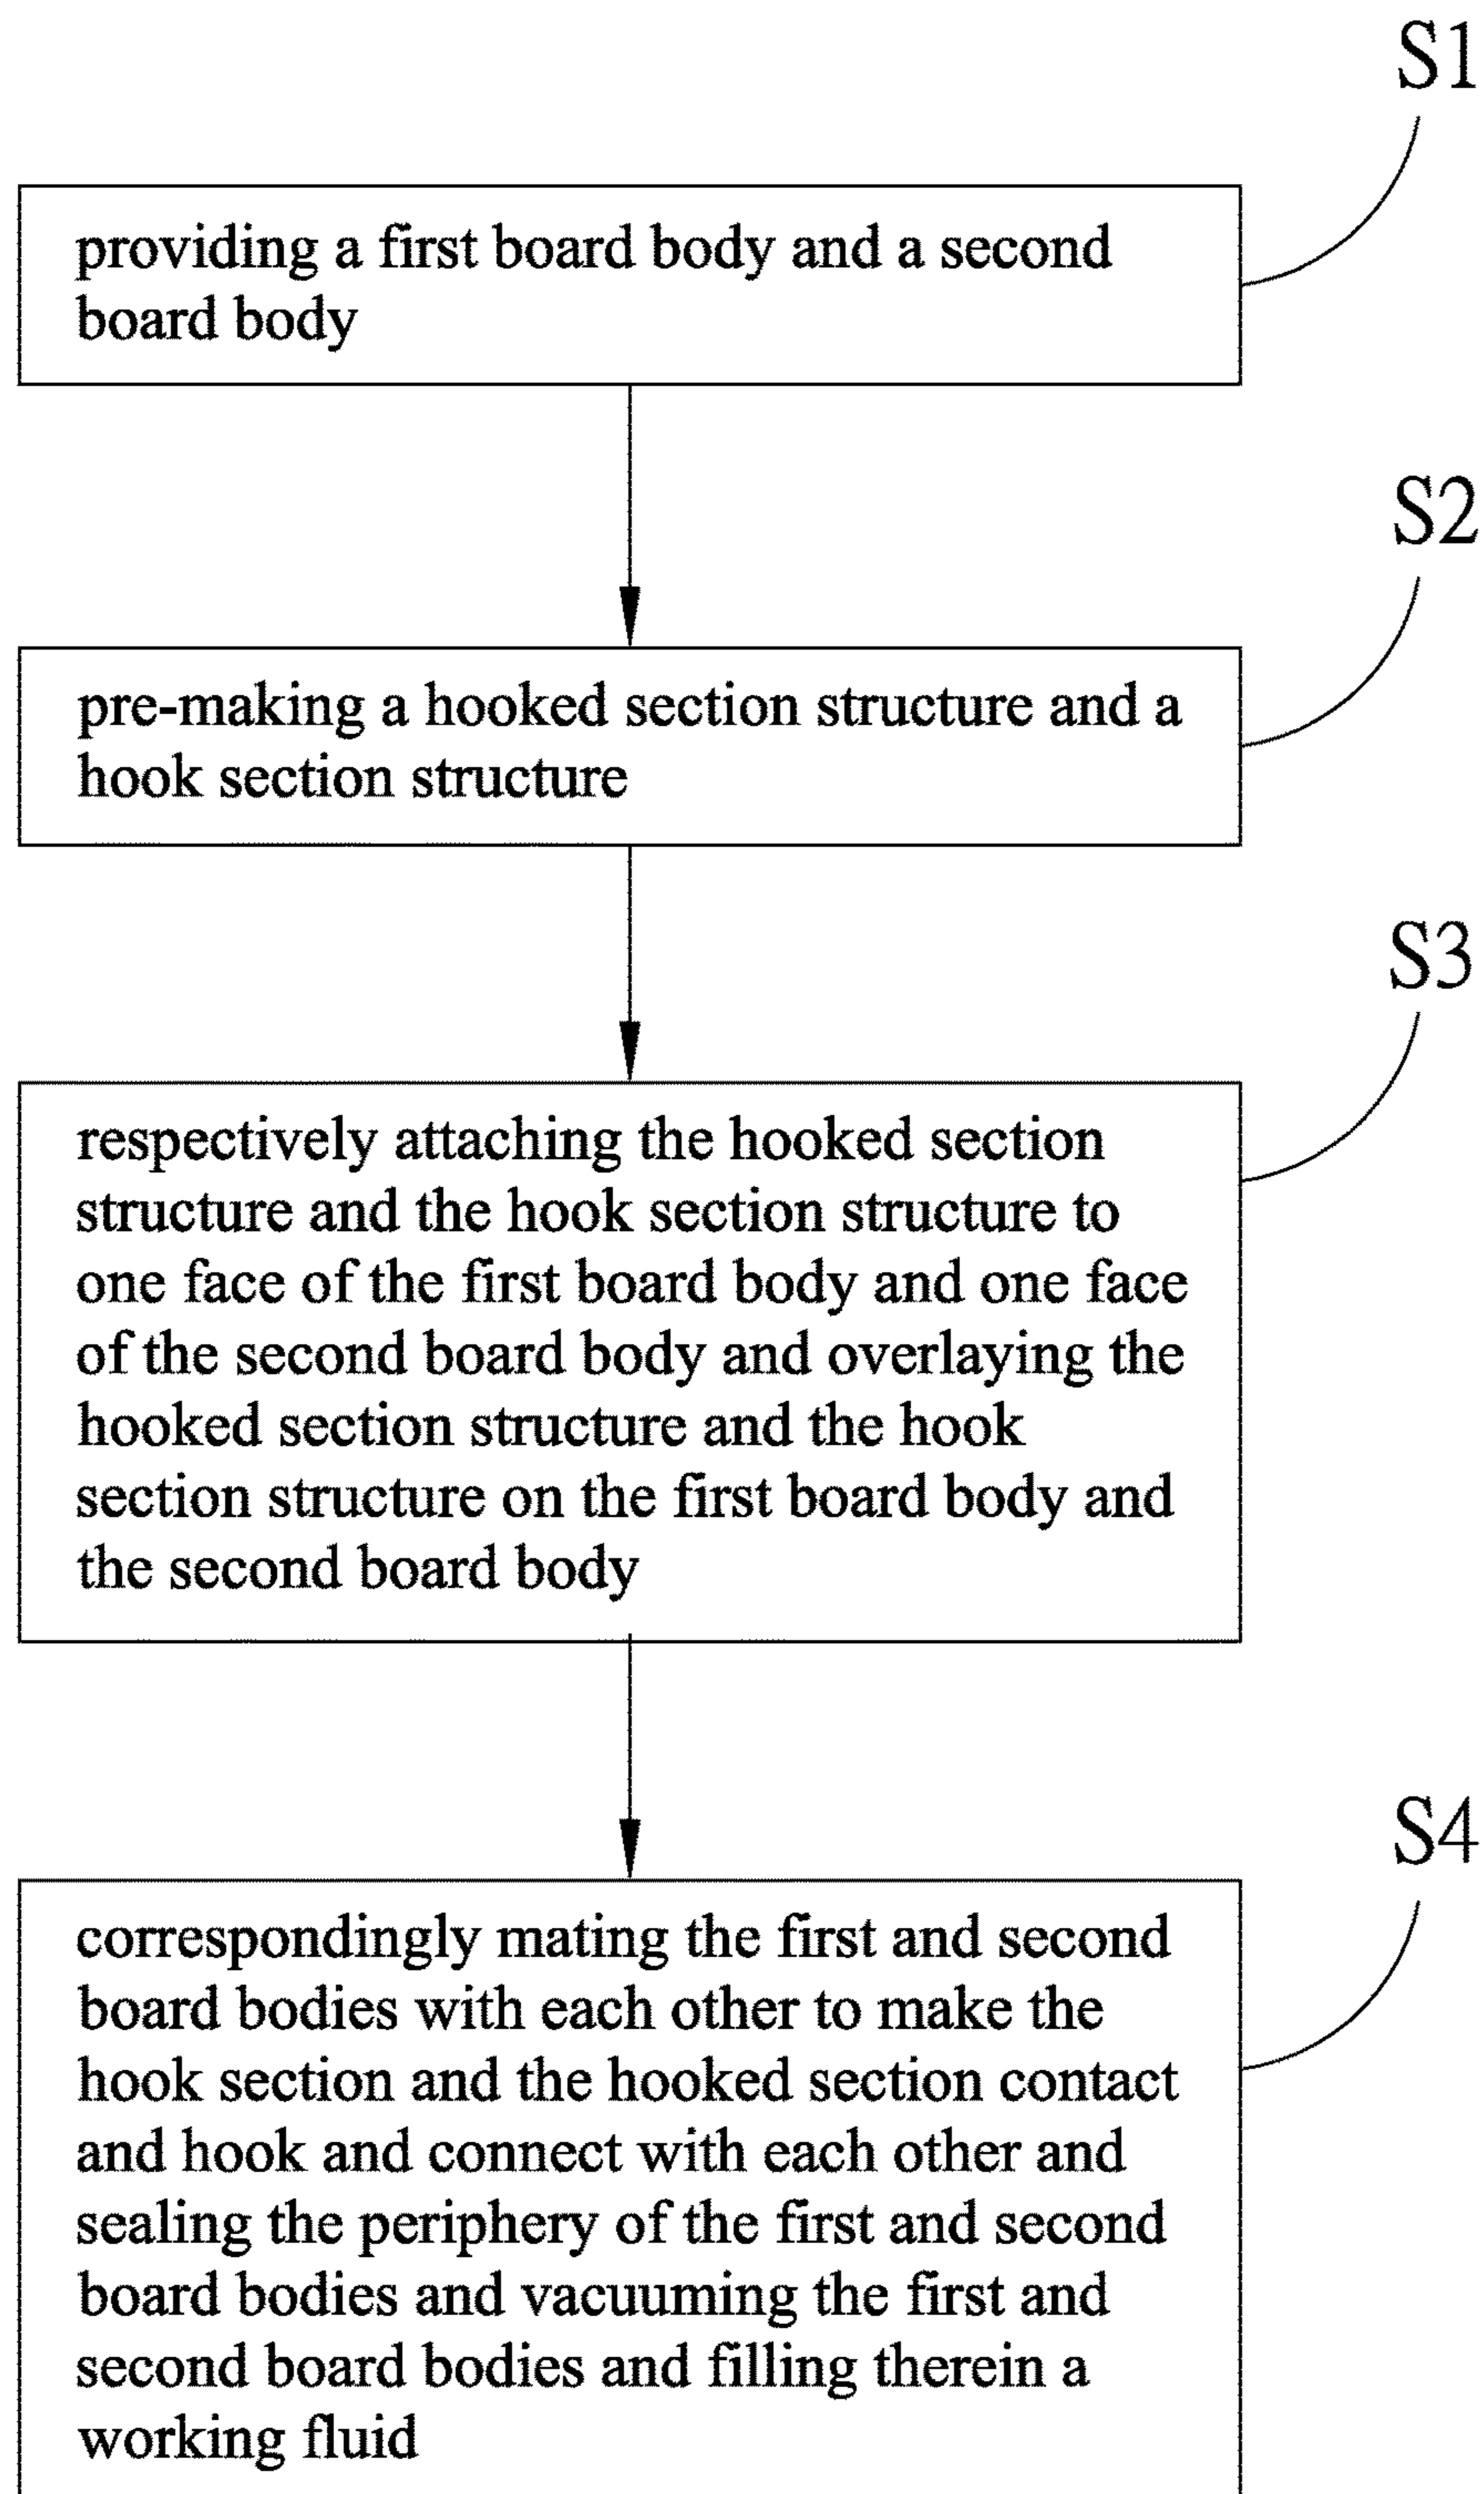 S1
providing a first board body and a second
board body
S2
pre-making a hooked section structure and a
hook section structure
S3
respectively attaching the hooked section
structure and the hook section structure to
one face of the first board body and one face
of the second board body and overlaying the
hooked section structure and the hook
section structure on the first board body and
the second board body
S4
correspondingly mating the first and second
board bodies with each other to make the
hook section and the hooked section contact
and hook and connect with each other and
sealing the periphery of the first and second
board bodies and vacuuming the first and
second board bodies and filling therein a
working fluid